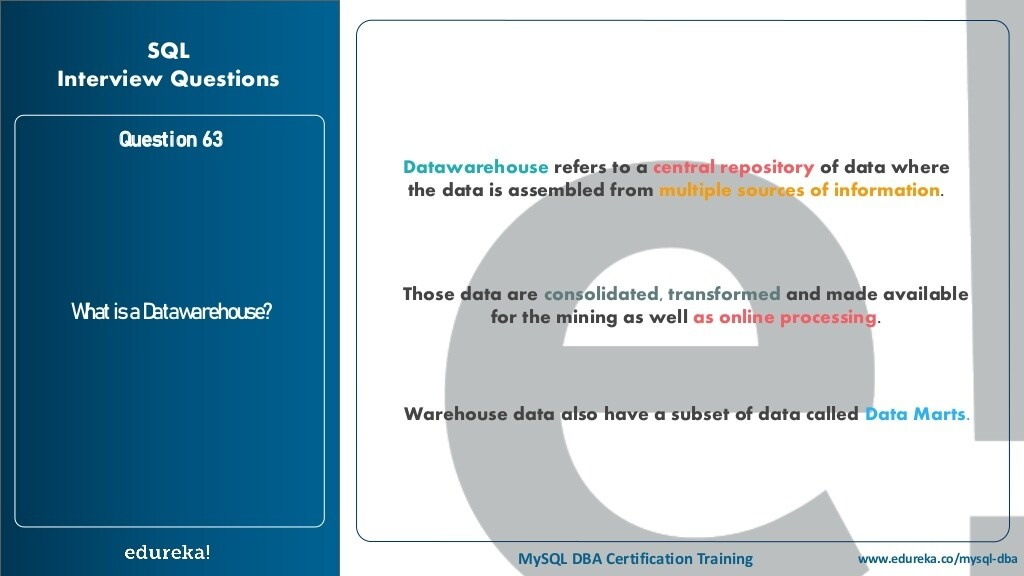 SQL
Interview Questions
Question 63
What is a Datawarehouse?
edureka!
Datawarehouse refers to a central repository of data where
the data is assembled from multiple sources of information.
Those data are consolidated, transformed and made available
for the mining as well as online processing.
Warehouse data also have a subset of data called Data Marts.
MySQL DBA Certification Training
www.edureka.co/mysql-dba